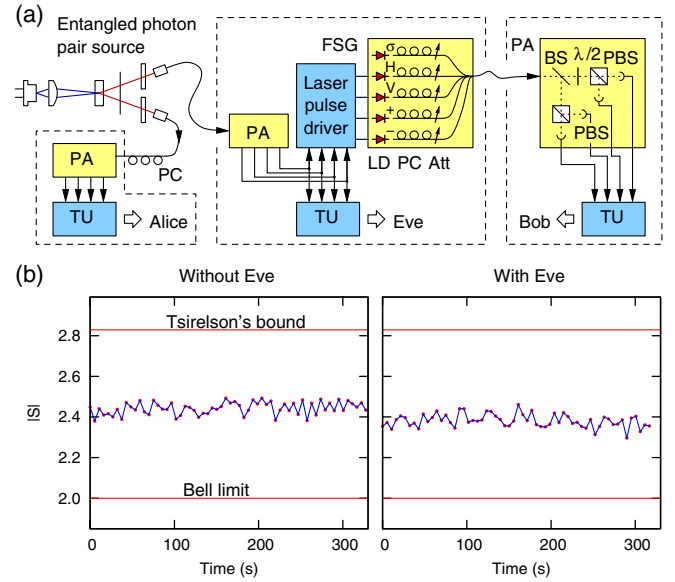 (a)
Entangled photon
pair source
PA
TU
Alice
PC
PA
FSG
Laser
pulse
driver
σ
H
V
+
−
LD PC Att
TU
Eve
PA
BS λ/2 PBS
PBS
Bob
TU
(b)
Without Eve
With Eve
|S|
2.8
2.6
2.4
2.2
2.0
Tsirelson's bound
Bell limit
0 100 200 300
Time (s)
0 100 200 300
Time (s)